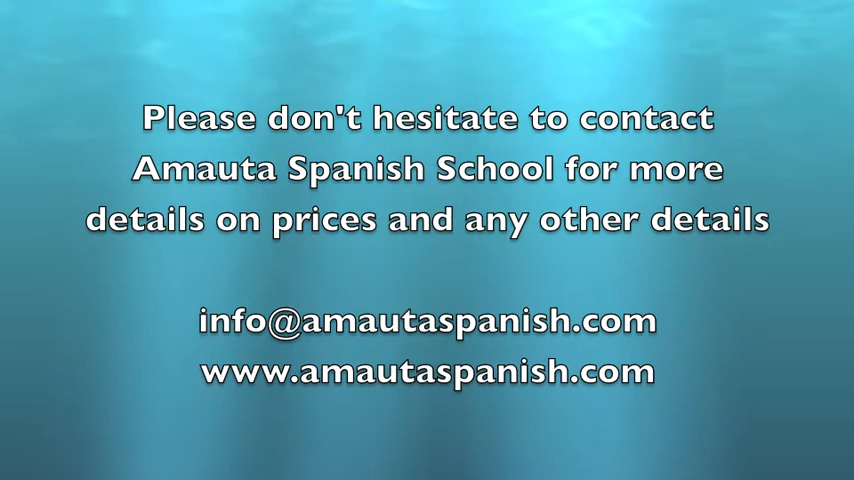 Please don't hesitate to contact
Amauta Spanish School for more
details on prices and any other details
info@amautaspanish.com
www.amautaspanish.com